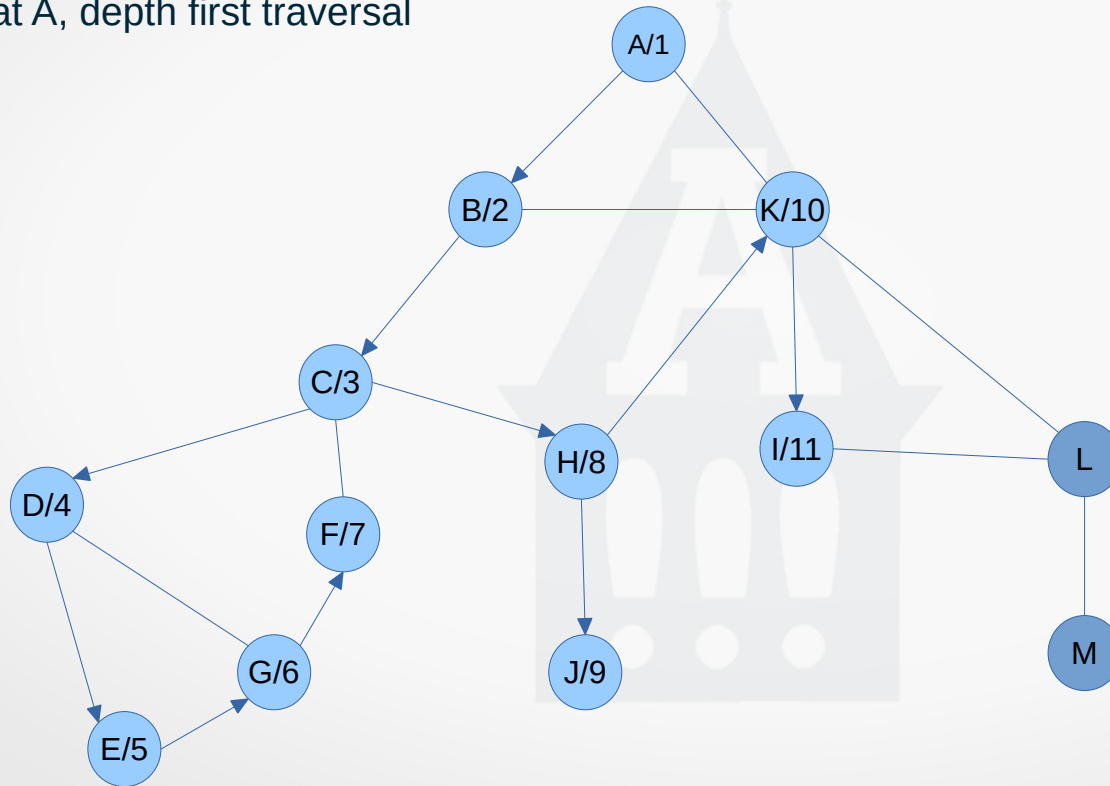 at A, depth first traversal
A/1
B/2
K/10
C/3
H/8
I/11
L
D/4
F/7
G/6
J/9
M
E/5